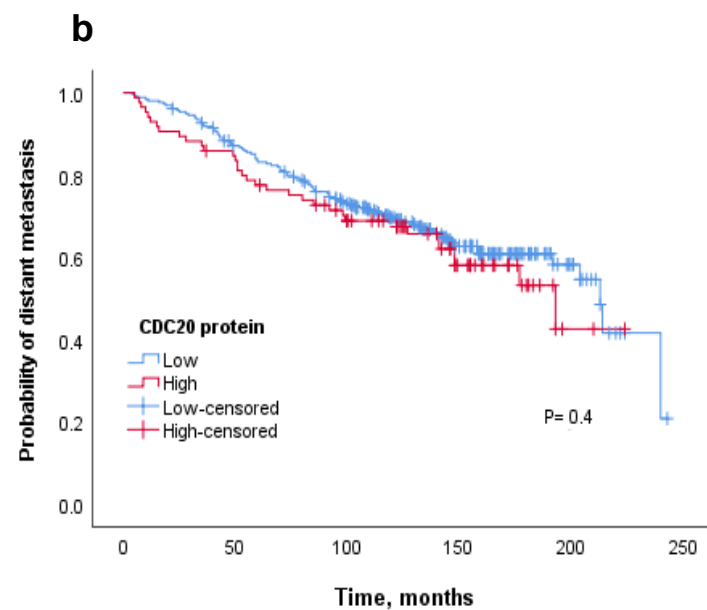 b
Probability of distant metastasis
1.0
0.8
0.6
0.4
0.2
0.0
CDC20 protein
Low
High
Low-censored
High-censored
P= 0.4
0 50 100 150 200 250
Time, months